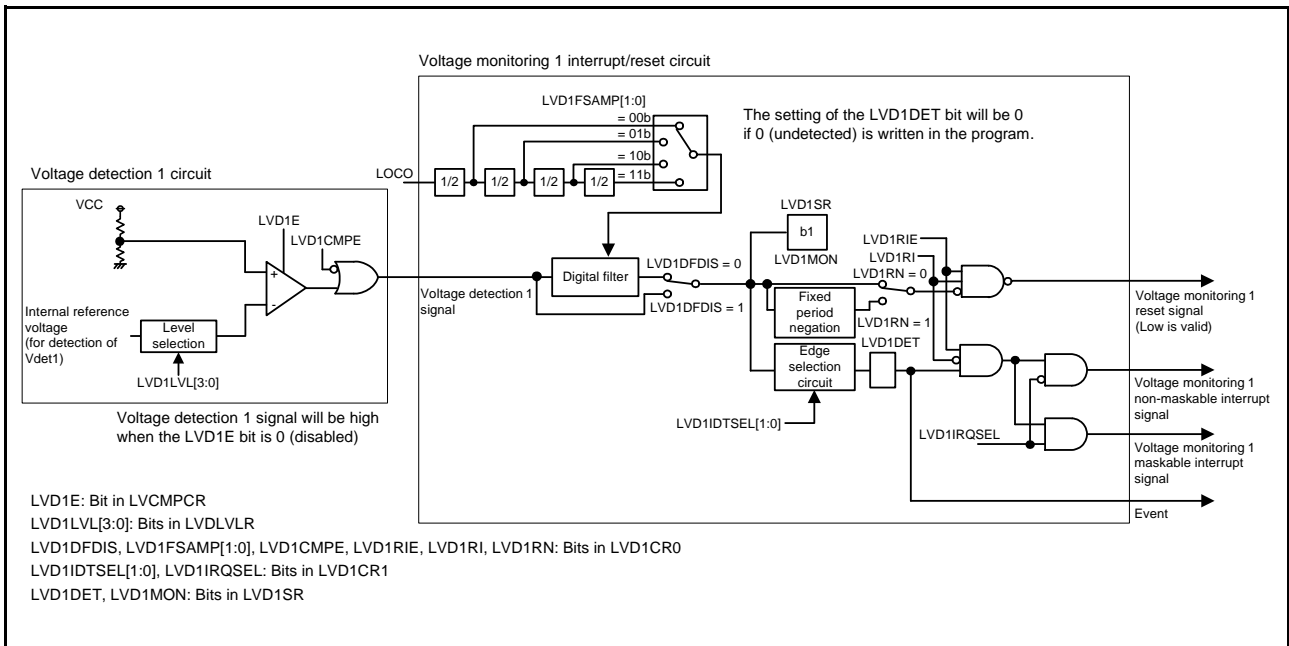 Voltage monitoring 1 interrupt/reset circuit
LVD1FSAMP[1:0]
= 00b
= 01b
= 10b
= 11b
The setting of the LVD1DET bit will be 0
if 0 (undetected) is written in the program.
LOCO
1/2
1/2
1/2
1/2
Voltage detection 1 circuit
VCC
LVD1E
LVD1CMPE
+
-
Internal reference
voltage
(for detection of
Vdet1)
Level
selection
LVD1LVL[3:0]
Voltage detection 1 signal will be high
when the LVD1E bit is 0 (disabled)
Voltage detection 1
signal
Digital filter
LVD1DFDIS = 0
LVD1DFDIS = 1
LVD1SR
b1
LVD1MON
LVD1RIE
LVD1RI
LVD1RN = 0
Fixed
period
negation
LVD1RN = 1
Edge
selection
circuit
LVD1DET
LVD1IDTSEL[1:0]
LVD1IRQSEL
Voltage monitoring 1
reset signal
(Low is valid)
Voltage monitoring 1
non-maskable interrupt
signal
Voltage monitoring 1
maskable interrupt
signal
Event
LVD1E: Bit in LVCMPCR
LVD1LVL[3:0]: Bits in LVDLVLR
LVD1DFDIS, LVD1FSAMP[1:0], LVD1CMPE, LVD1RIE, LVD1RI, LVD1RN: Bits in LVD1CR0
LVD1IDTSEL[1:0], LVD1IRQSEL: Bits in LVD1CR1
LVD1DET, LVD1MON: Bits in LVD1SR